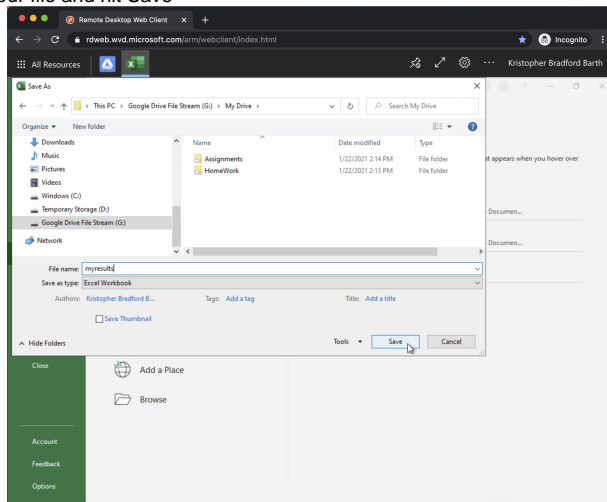 our file and hit Save
Remote Desktop Web Client
rdweb.wvd.microsoft.com/arm/webclient/index.html
Incognito
All Resources
Kristopher Bradford Barth
Save As
This PC > Google Drive File Stream (G:) > My Drive >
Search My Drive
Organize
New folder
Downloads
Music
Pictures
Videos
Windows (C:)
Temporary Storage (D:)
Google Drive File Stream (G:)
Network
Name Date modified Type
Assignments 1/22/2021 2:14 PM File folder
HomeWork 1/22/2021 2:13 PM File folder
at appears when you hover over
Documen...
Documen...
File name: myresults
Save as type: Excel Workbook
Authors: Kristopher Bradford B... Tags: Add a tag Title: Add a title
Save Thumbnail
Hide Folders
Tools Save Cancel
Close
Add a Place
Browse
Account
Feedback
Options